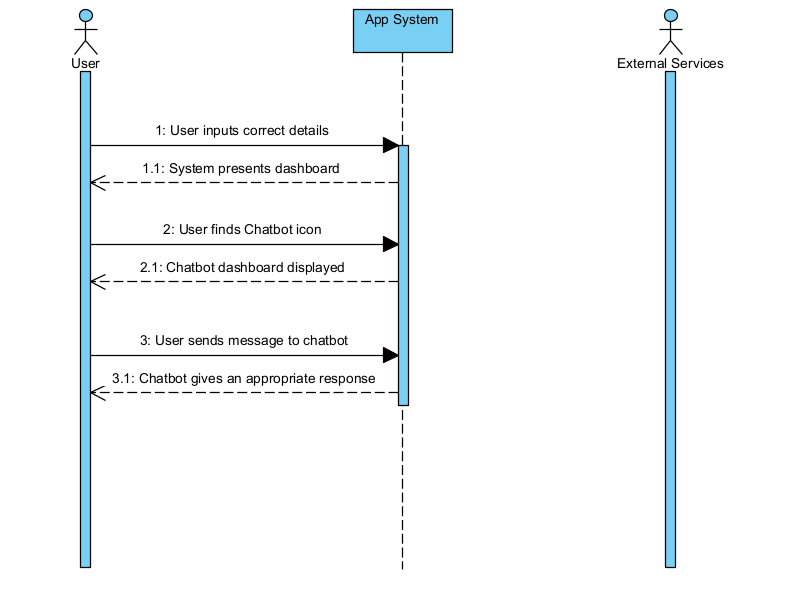 App System
User
External Services
1: User inputs correct details
1.1: System presents dashboard
2: User finds Chatbot icon
2.1: Chatbot dashboard displayed
3: User sends message to chatbot
3.1: Chatbot gives an appropriate response